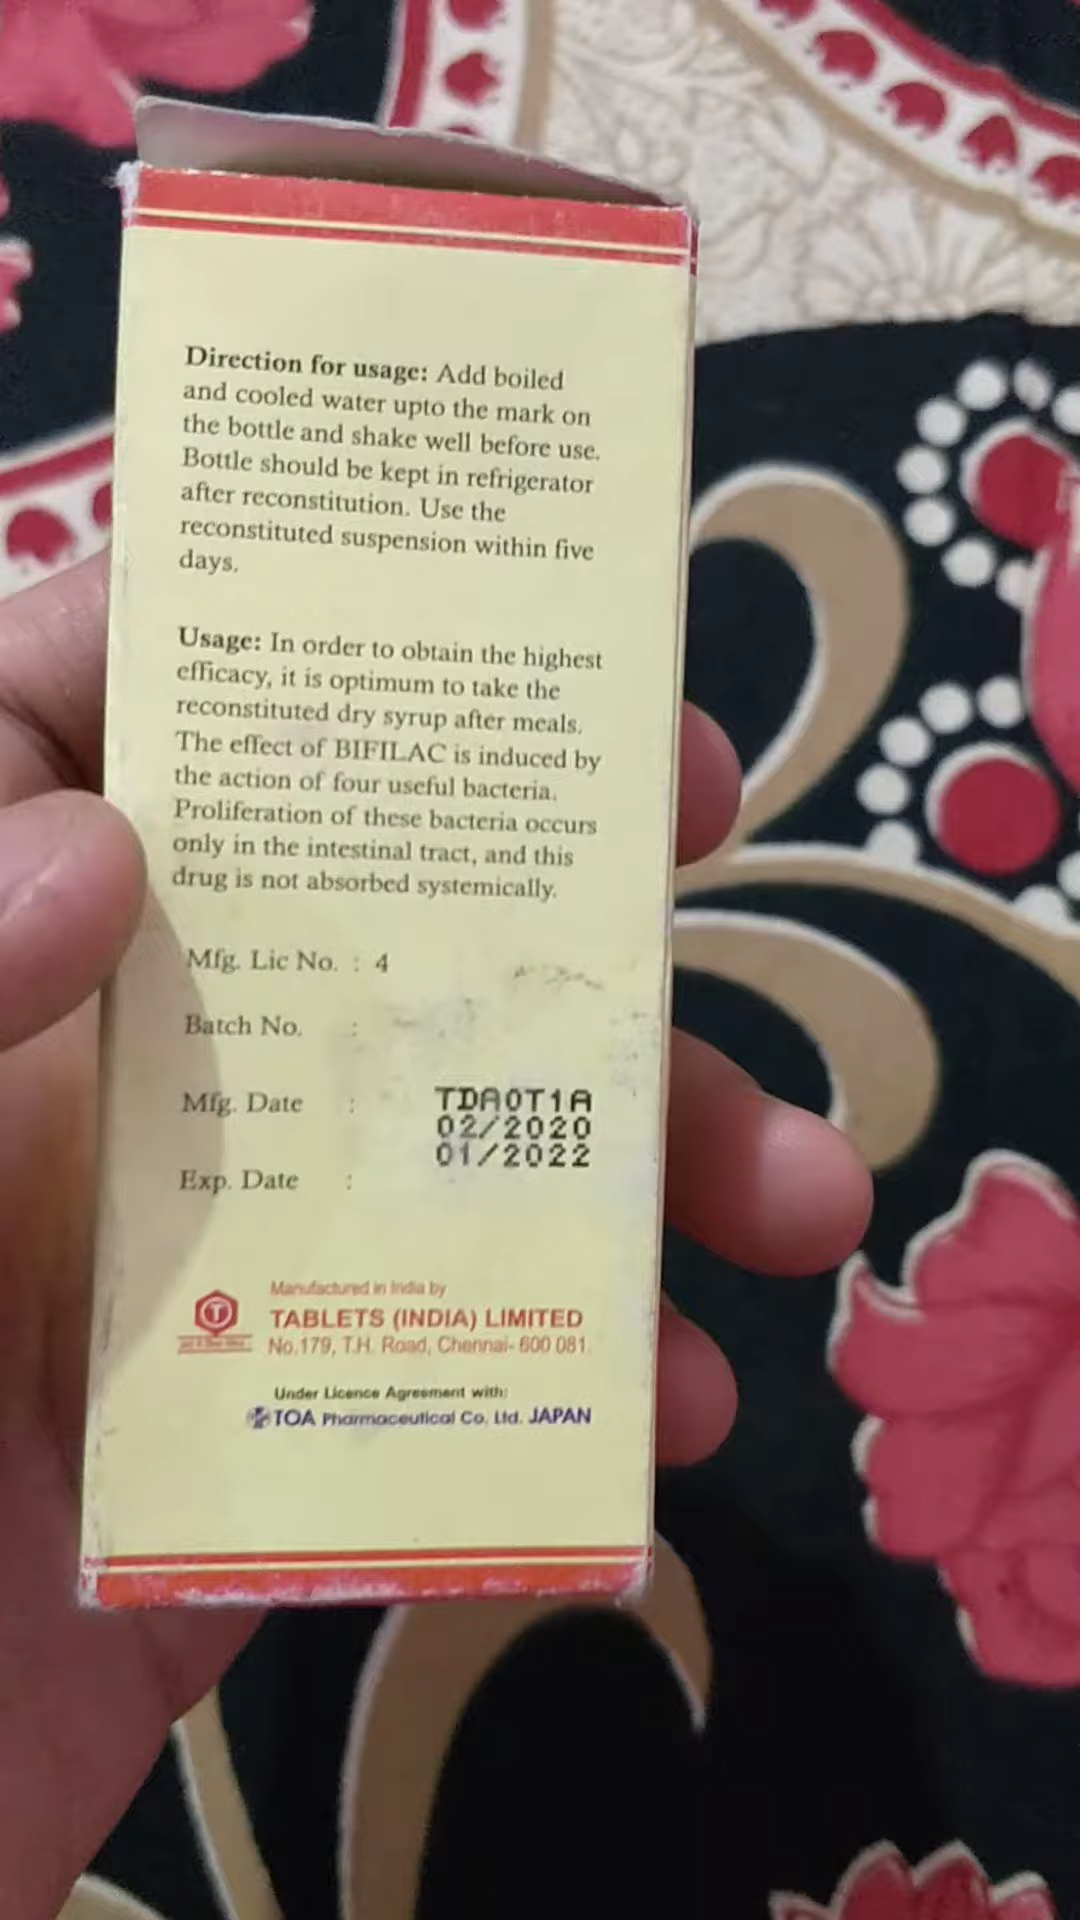 Direction for usage: Add boiled
and cooled water upto the mark on
the bottle and shake well before use.
Bottle should be kept in refrigerator
after reconstitution. Use the
reconstituted suspension within five
days.
Usage: In order to obtain the highest
efficacy, it is optimum to take the
reconstituted dry syrup after meals.
The effect of BIFILAC is induced by
the action of four useful bacteria.
Proliferation of these bacteria occurs
only in the intestinal tract, and this
drug is not absorbed systemically.
Mfg. Lic No. : 4
Batch No. :
Mfg. Date :
TDA0T1A
02/2020
01/2022
Exp. Date :
Manufactured in India by
T
TABLETS (INDIA) LIMITED
No.179, T.H. Road, Chennai- 600 081.
Under Licence Agreement with:
TOA Pharmaceutical Co. Ltd. JAPAN